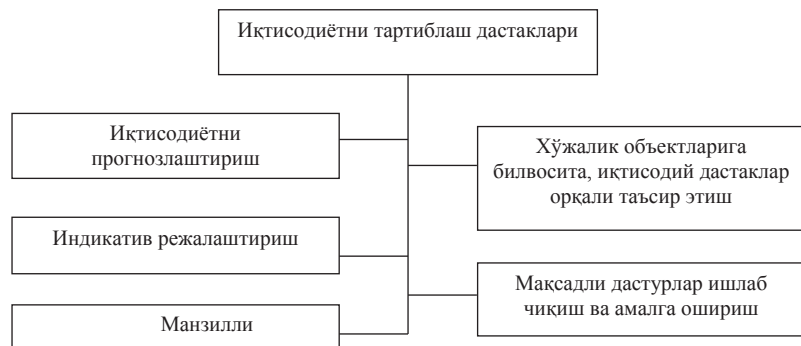 Иқтисодиётни тартиблаш дастаклари
Иқтисодиётни
прогнозлаштириш
Хўжалик объектларига
билвосита, иқтисодий дастаклар
орқали таъсир этиш
Индикатив режалаштириш
Мақсадли дастурлар ишлаб
чиқиш ва амалга ошириш
Манзилли